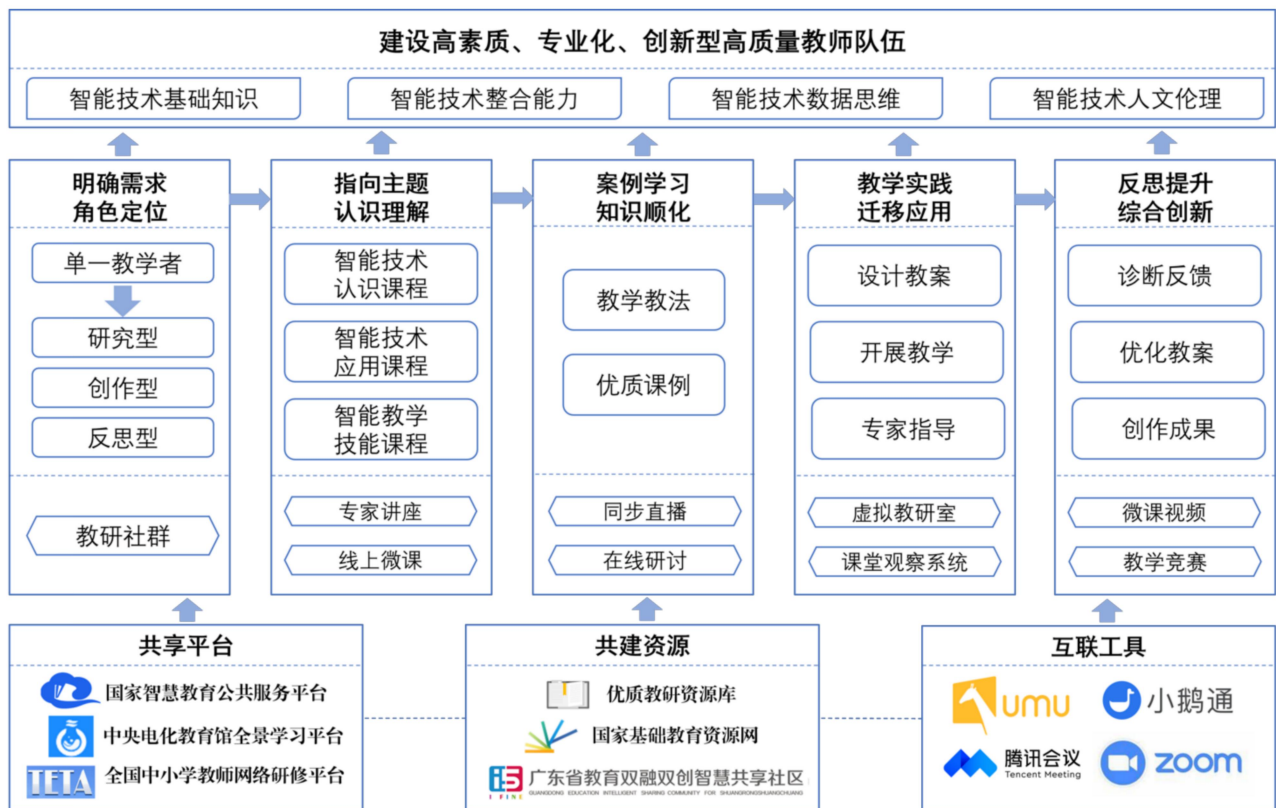 建设高素质、专业化、创新型高质量教师队伍
智能技术基础知识
智能技术整合能力
智能技术数据思维
智能技术人文伦理
明确需求
角色定位
单一教学者
研究型
创作型
反思型
教研社群
指向主题
认识理解
智能技术
认识课程
智能技术
应用课程
智能教学
技能课程
专家讲座
线上微课
案例学习
知识顺化
教学教法
优质课例
同步直播
在线研讨
教学实践
迁移应用
设计教案
开展教学
专家指导
虚拟教研室
课堂观察系统
反思提升
综合创新
诊断反馈
优化教案
创作成果
微课视频
教学竞赛
共享平台
国家智慧教育公共服务平台
中央电化教育馆全景学习平台
TETA 全国中小学教师网络研修平台
共建资源
优质教研资源库
国家基础教育资源网
i5 广东省教育双融双创智慧共享社区
I FINE GUANGDONG EDUCATION INTELLIGENT SHARING COMMUNITY FOR SHUANGRONGSHUANGCHUANG
互联工具
umu
小鹅通
腾讯会议
Tencent Meeting
zoom